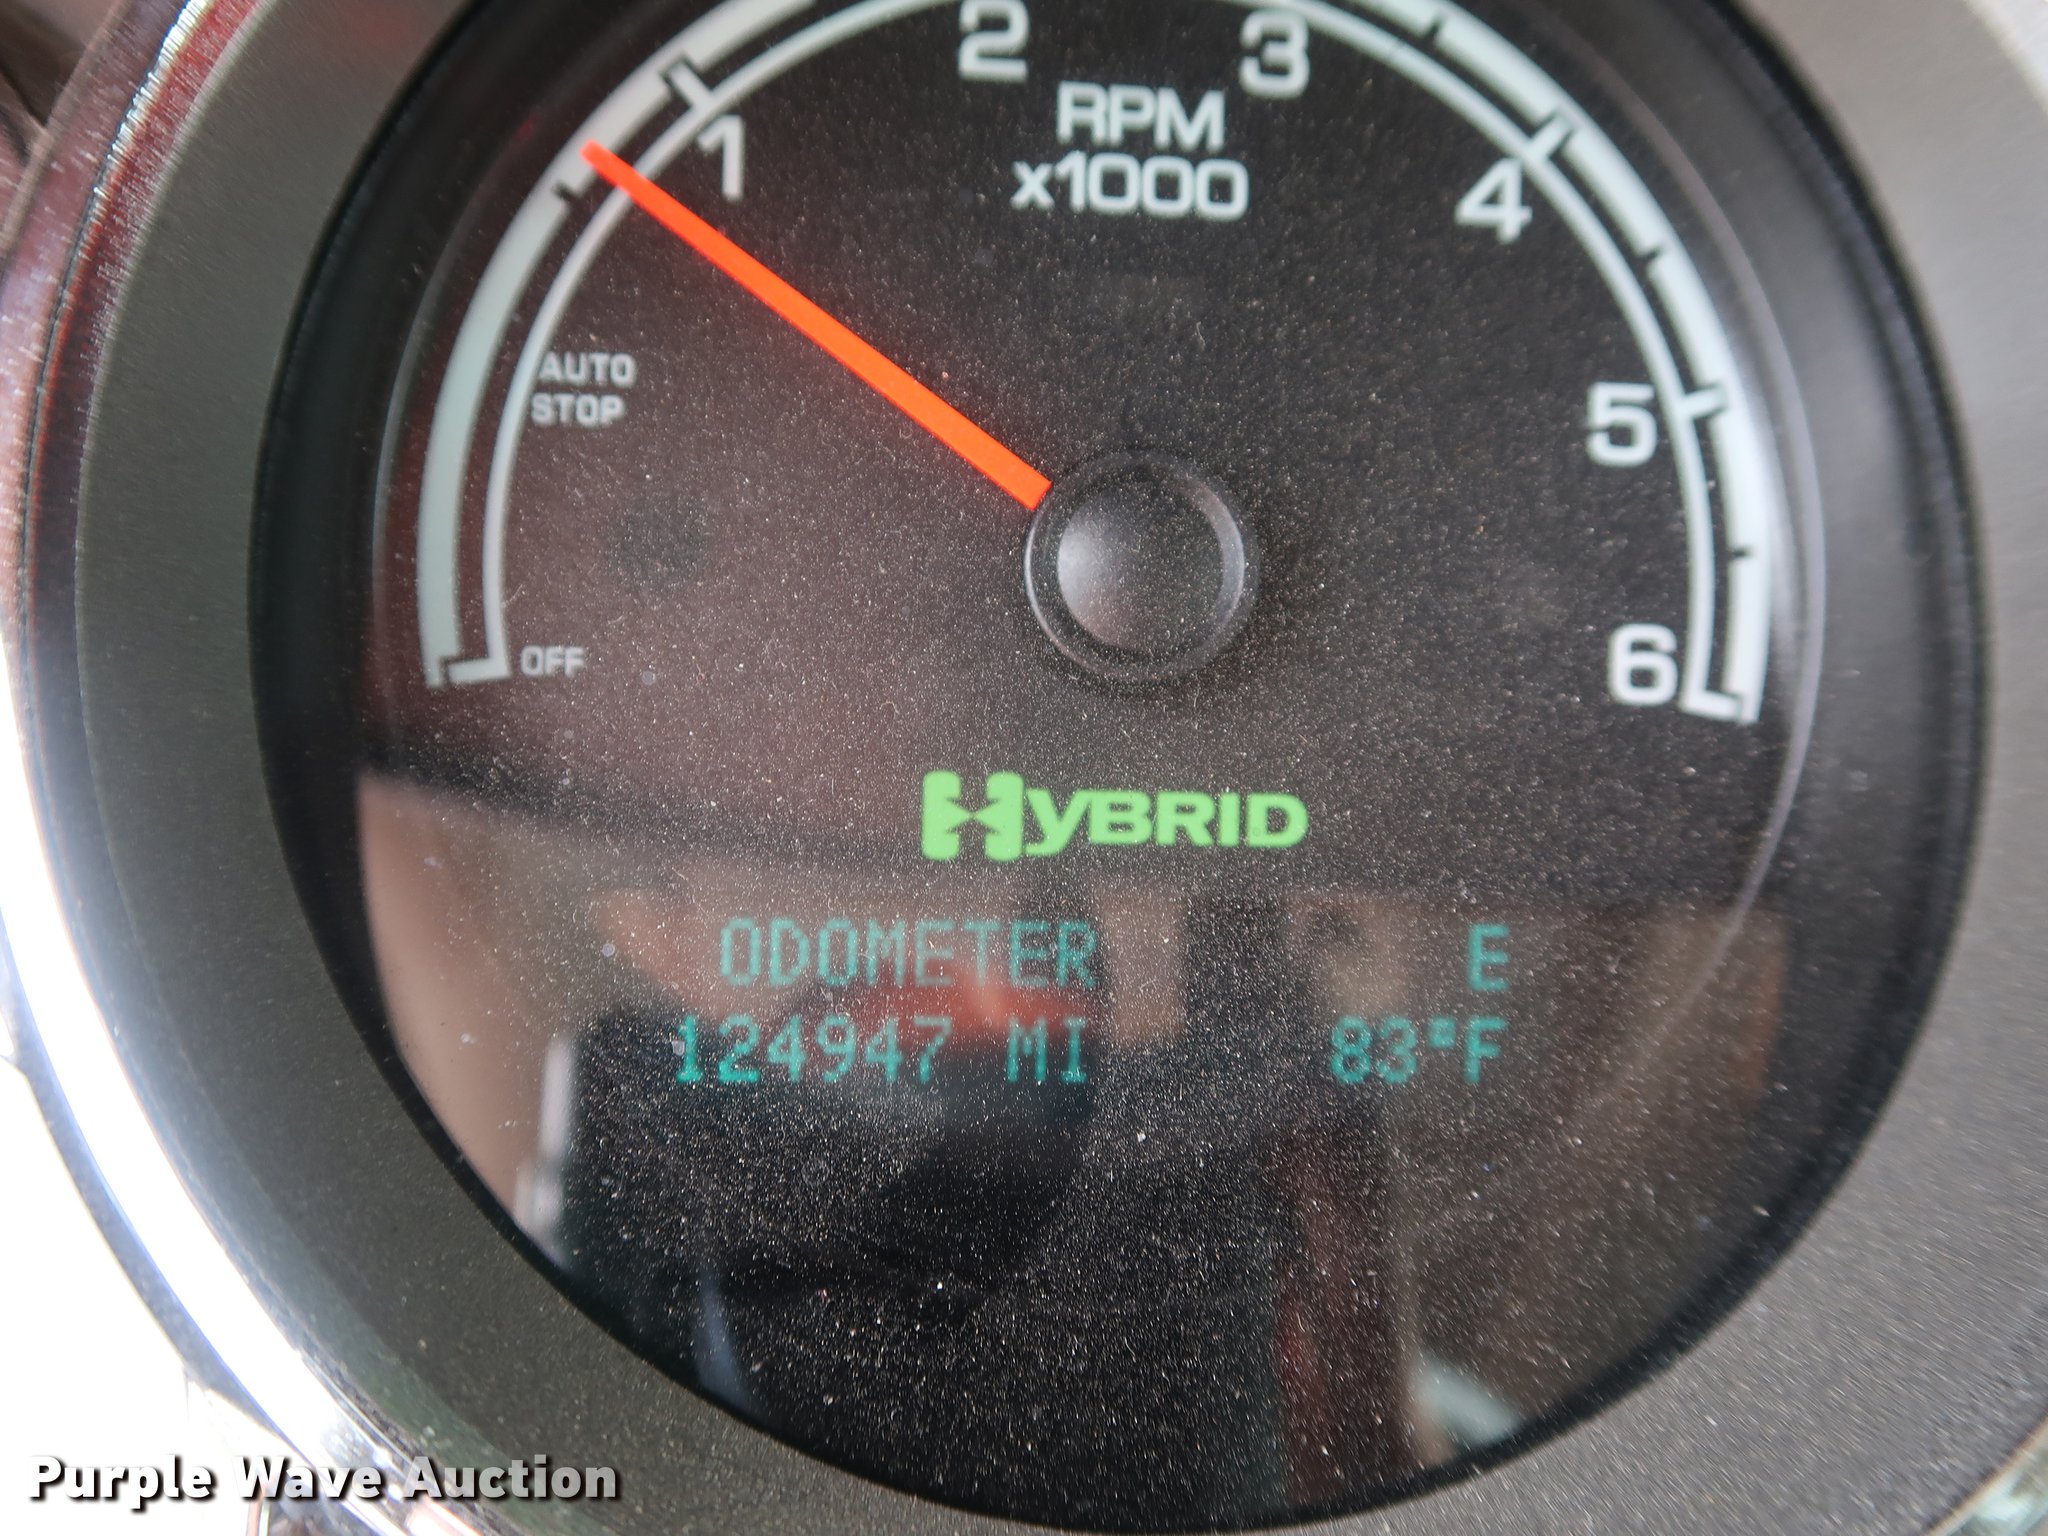 2
3
RPM
x1000
1
4
AUTO
STOP
5
OFF
6
HYBRID
ODOMETER E
124947 MI 83°F
Purple Wave Auction